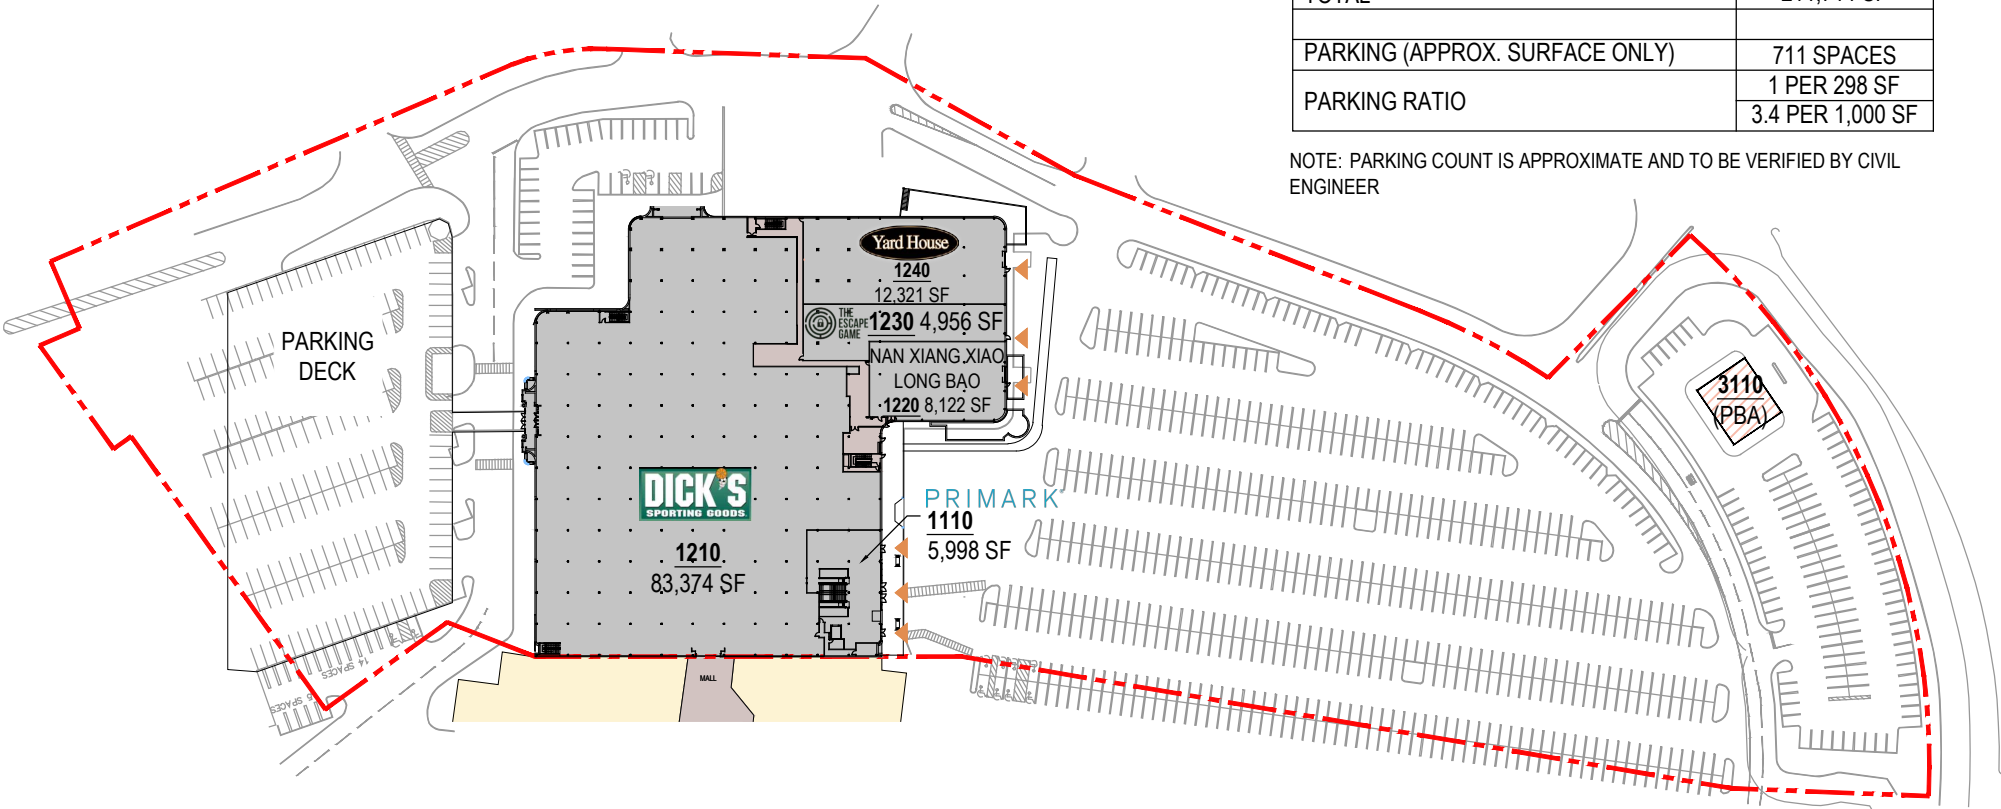 TOTAL
PARKING (APPROX. SURFACE ONLY) 711 SPACES
PARKING RATIO
1 PER 298 SF
3.4 PER 1,000 SF
NOTE: PARKING COUNT IS APPROXIMATE AND TO BE VERIFIED BY CIVIL
ENGINEER
PARKING
DECK
Yard House
1240
12,321 SF
THE
ESCAPE
GAME
1230 4,956 SF
NAN XIANG XIAO
LONG BAO
1220 8,122 SF
DICK'S
SPORTING GOODS
1210
83,374 SF
PRIMARK
1110
5,998 SF
3110
(PBA)
MALL
14 SPACES
SPACES